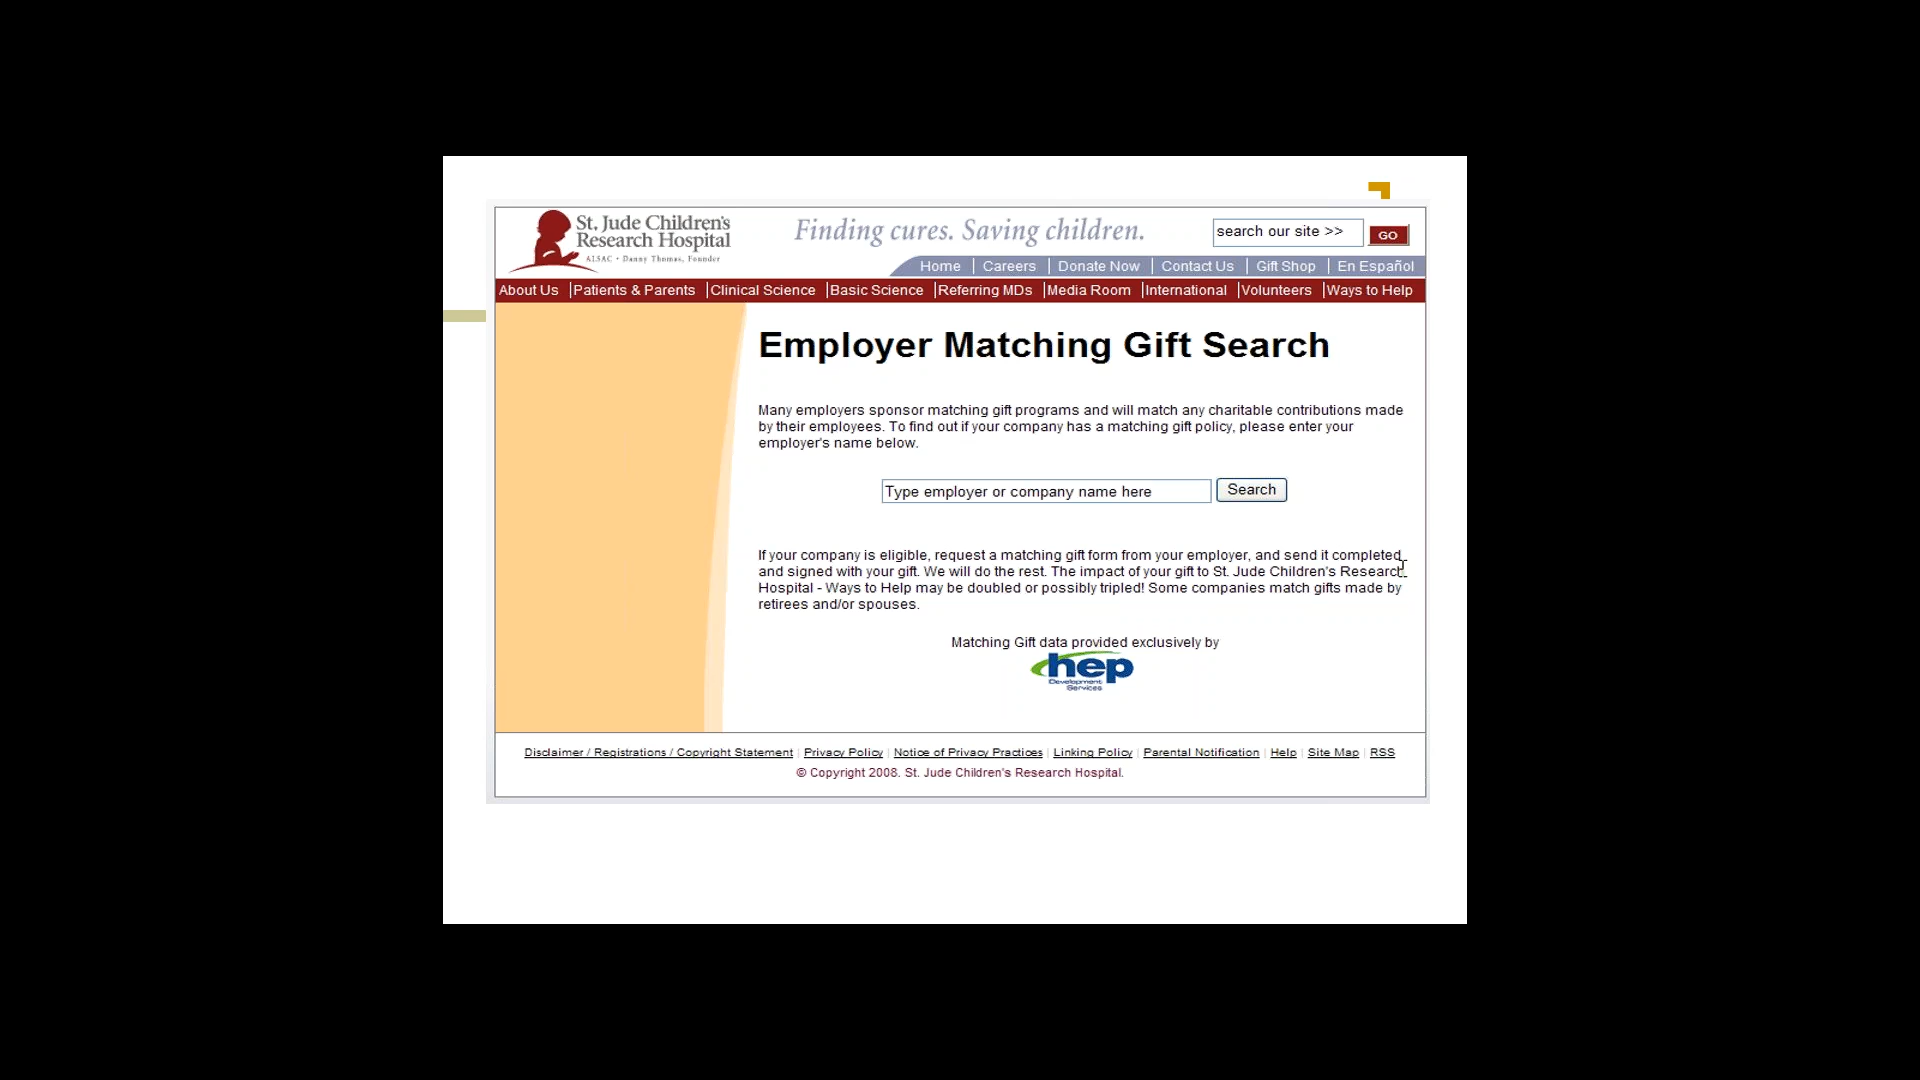 St. Jude Children's
Research Hospital
ALSAC • Danny Thomas, Founder
Finding cures. Saving children.
search our site >>
GO
Home | Careers | Donate Now | Contact Us | Gift Shop | En Español
About Us |Patients & Parents |Clinical Science |Basic Science |Referring MDs |Media Room |International |Volunteers |Ways to Help
Employer Matching Gift Search
Many employers sponsor matching gift programs and will match any charitable contributions made
by their employees. To find out if your company has a matching gift policy, please enter your
employer's name below.
Type employer or company name here
Search
If your company is eligible, request a matching gift form from your employer, and send it completed
and signed with your gift. We will do the rest. The impact of your gift to St. Jude Children's Research
Hospital - Ways to Help may be doubled or possibly tripled! Some companies match gifts made by
retirees and/or spouses.
Matching Gift data provided exclusively by
hep
Development
Services
Disclaimer / Registrations / Copyright Statement | Privacy Policy | Notice of Privacy Practices | Linking Policy | Parental Notification | Help | Site Map | RSS
© Copyright 2008. St. Jude Children's Research Hospital.